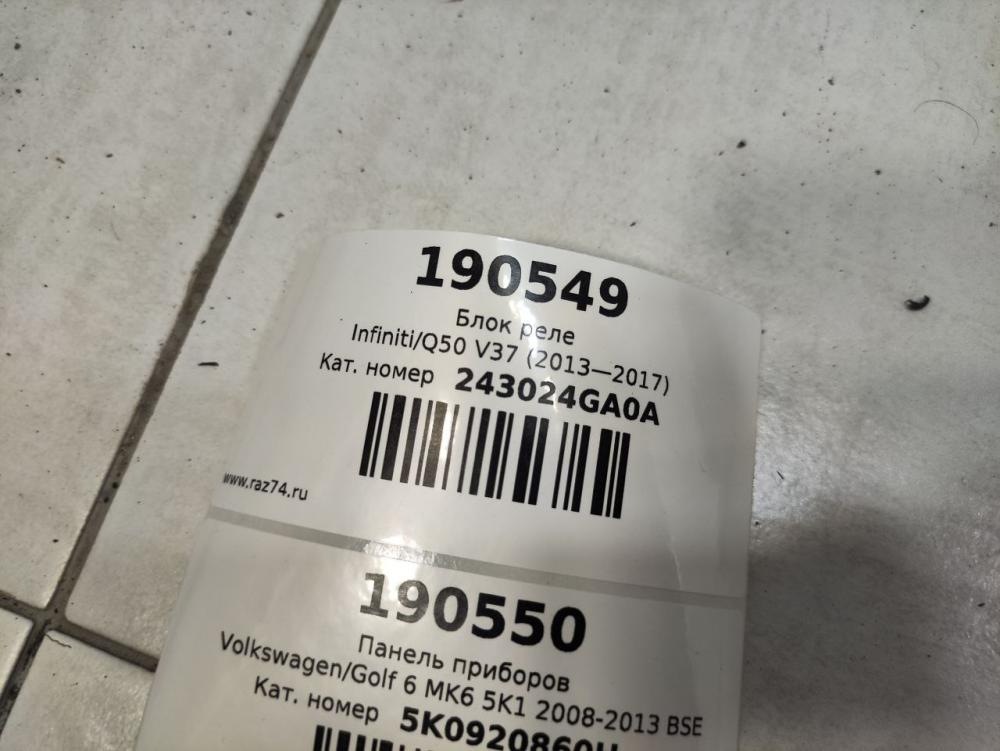 190549
Блок реле
Infiniti/Q50 V37 (2013—2017)
Кат. номер 243024GA0A
www.raz74.ru
190550
Панель приборов
Volkswagen/Golf 6 MK6 5K1 2008-2013 BSE
Кат. номер